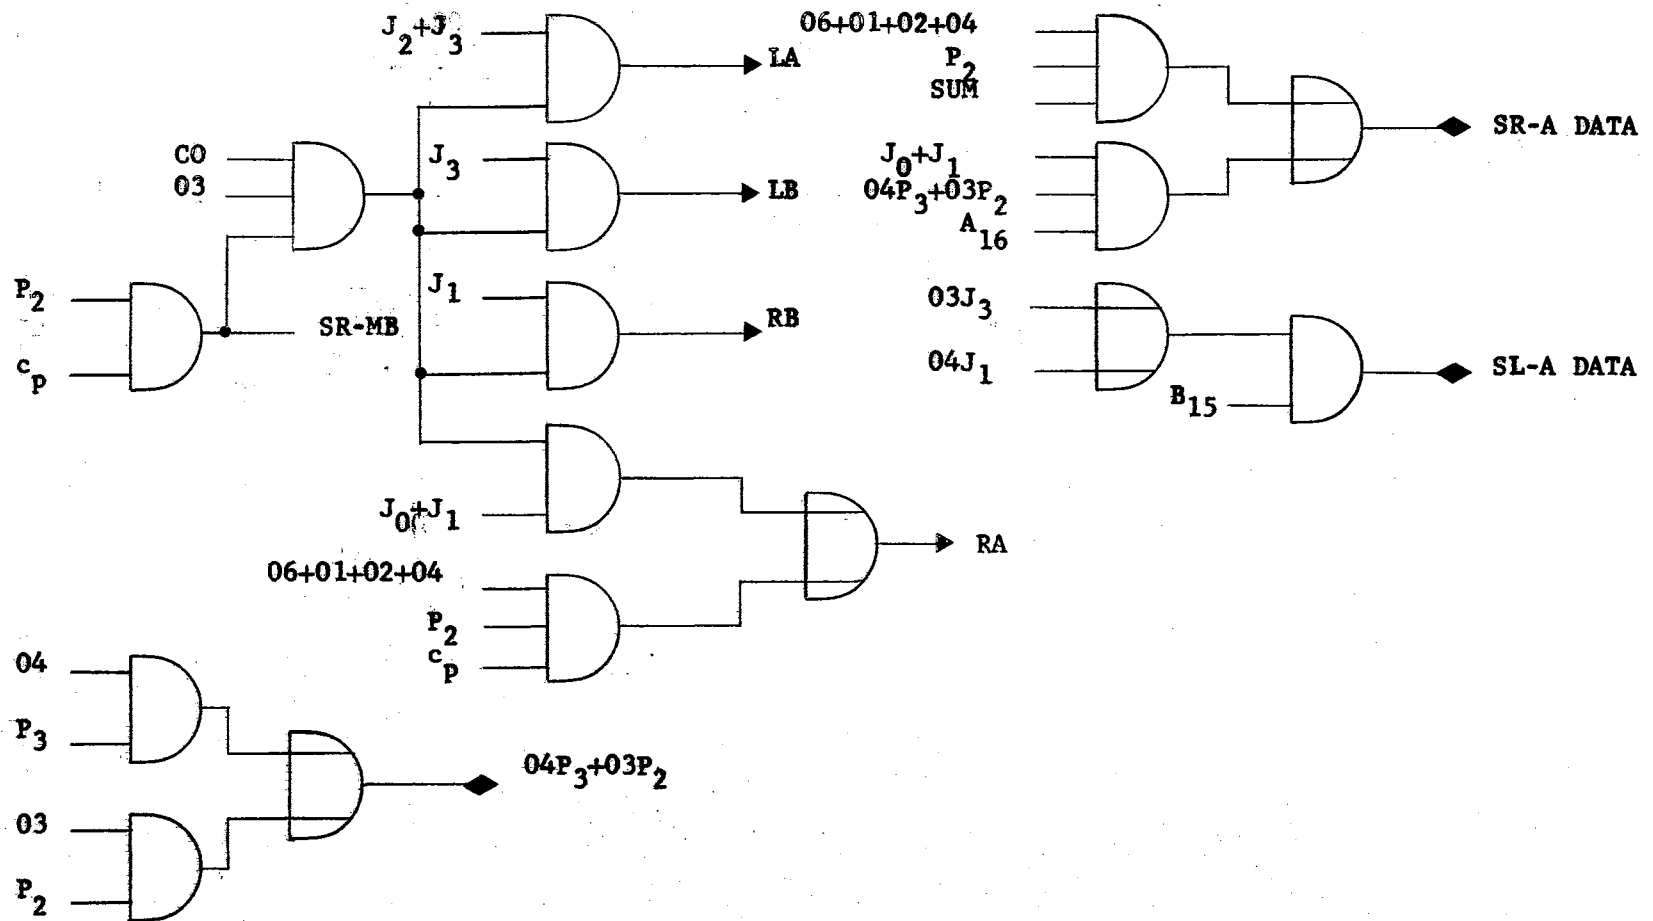 J2+J3
LA
CO
03
J3
LB
P2
cp
SR-MB
J1
RB
J0+J1
RA
06+01+02+04
P2
cp
04
P3
03
P2
04P3+03P2
06+01+02+04
P2
SUM
SR-A DATA
J0+J1
04P3+03P2
A16
03J3
04J1
B15
SL-A DATA